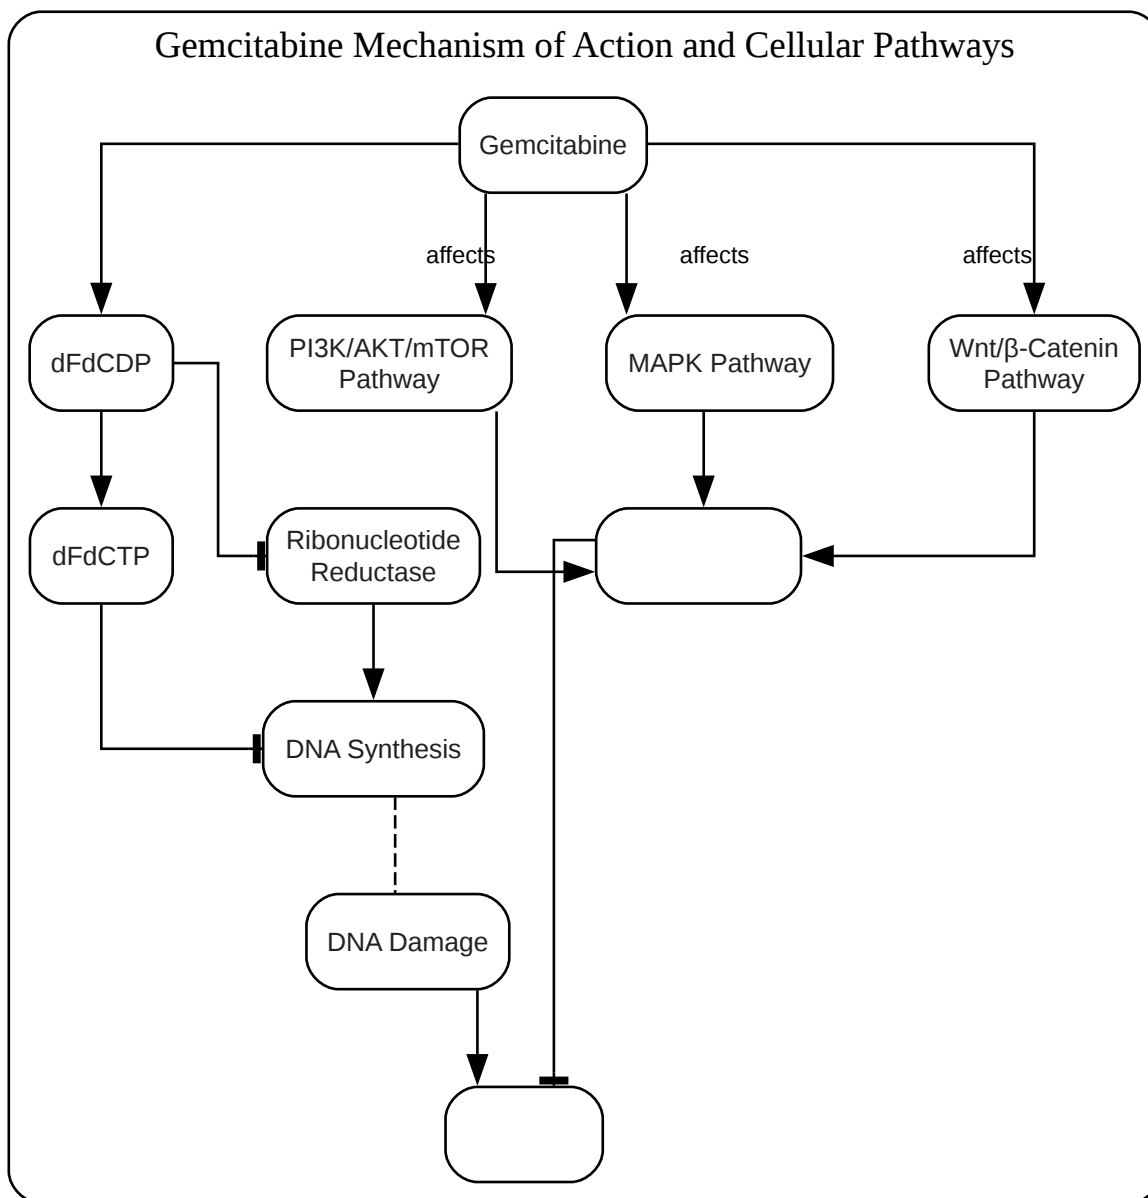 Gemcitabine Mechanism of Action and Cellular Pathways
Gemcitabine
affects
affects
affects
dFdCDP
PI3K/AKT/mTOR
Pathway
MAPK Pathway
Wnt/β-Catenin
Pathway
dFdCTP
Ribonucleotide
Reductase
DNA Synthesis
DNA Damage